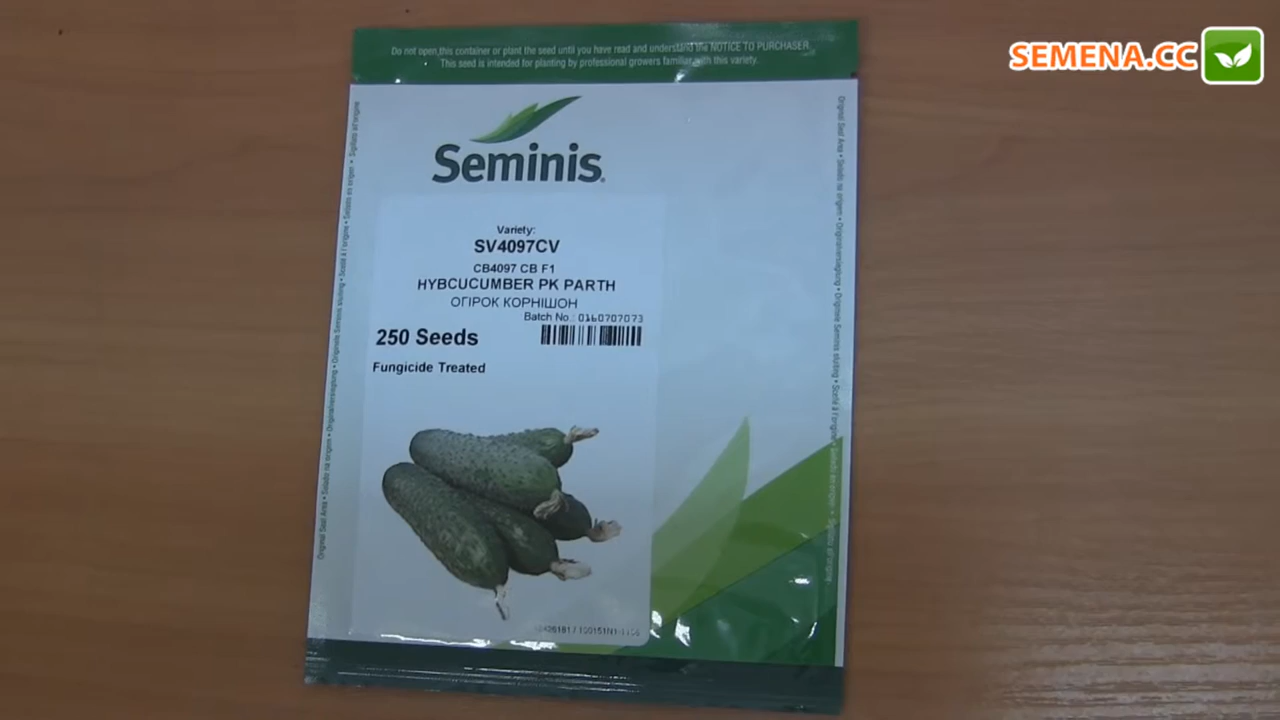 Do not open this container or plant the seed until you have read and understand the NOTICE TO PURCHASER.
This seed is intended for planting by professional growers familiar with this variety.
SEMENA.CC
Seminis
Variety:
SV4097CV
CB4097 CB F1
HYBCUCUMBER PK PARTH
ОГІРОК КОРНІШОН
Batch No.: 0160707073
250 Seeds
Fungicide Treated